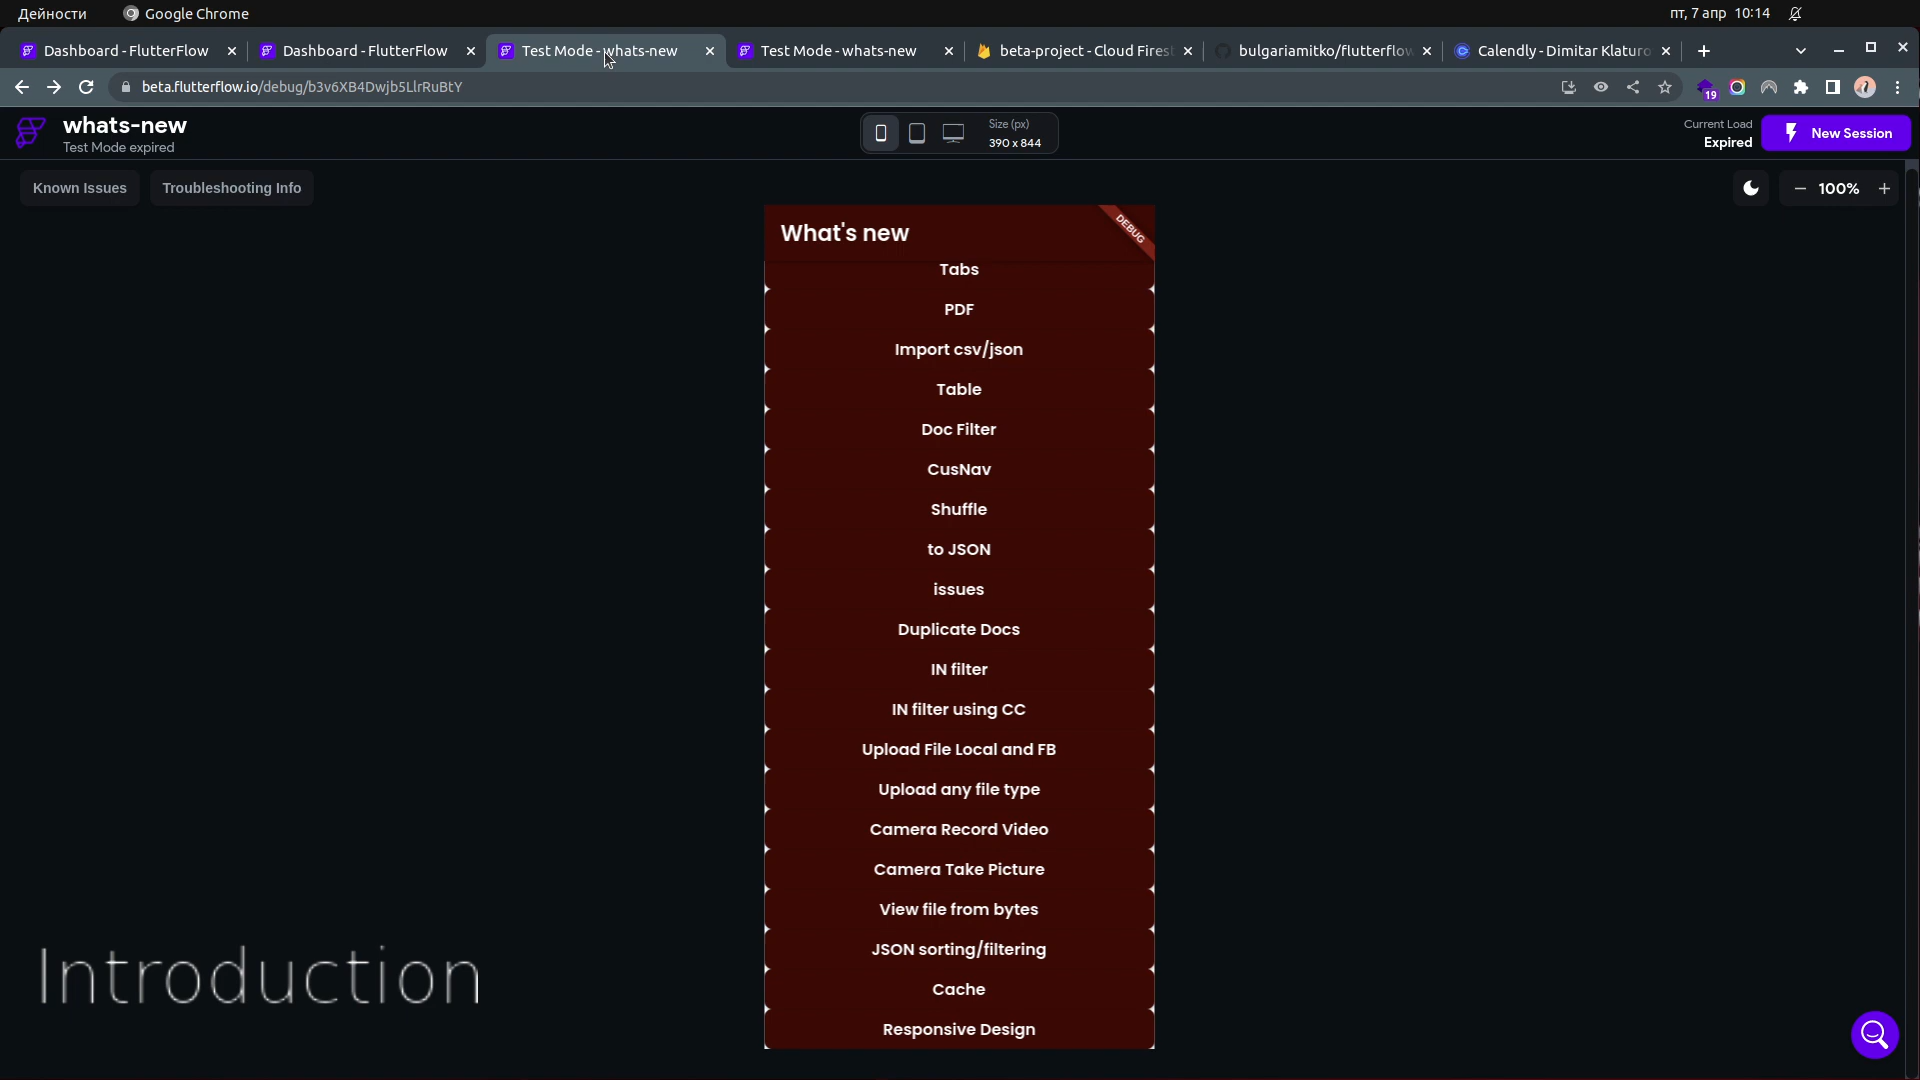 Дейности
Google Chrome
пт, 7 апр 10:14
Dashboard - FlutterFlow
Dashboard - FlutterFlow
Test Mode - whats-new
Test Mode - whats-new
beta-project - Cloud Firest
bulgariamitko/flutterflow
Calendly - Dimitar Klaturo
beta.flutterflow.io/debug/b3v6XB4Dwjb5LlrRuBtY
19
whats-new
Test Mode expired
Size (px)
390 x 844
Current Load
Expired
New Session
Known Issues
Troubleshooting Info
100%
What's new
DEBUG
Tabs
PDF
Import csv/json
Table
Doc Filter
CusNav
Shuffle
to JSON
issues
Duplicate Docs
IN filter
IN filter using CC
Upload File Local and FB
Upload any file type
Camera Record Video
Camera Take Picture
View file from bytes
JSON sorting/filtering
Cache
Responsive Design
Introduction